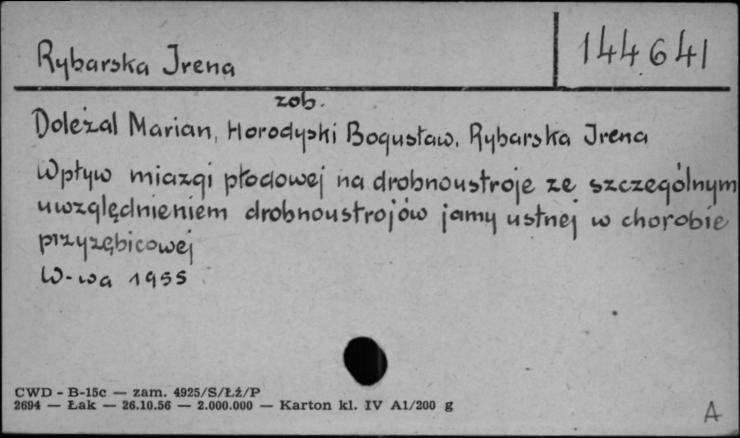 Rybarska Irena
144641
zob.
Doleżal Marian, Horodyski Bogusław, Rybarska Irena
Wpływ miazgi płodowej na drobnoustroje ze szczególnym
uwzględnieniem drobnoustrojów jamy ustnej w chorobie
przyzębicowej
W-wa 1955
CWD - B-15c — zam. 4925/S/Łź/P
2694 — Łak — 26.10.56 — 2.000.000 — Karton kl. IV A1/200 g
A